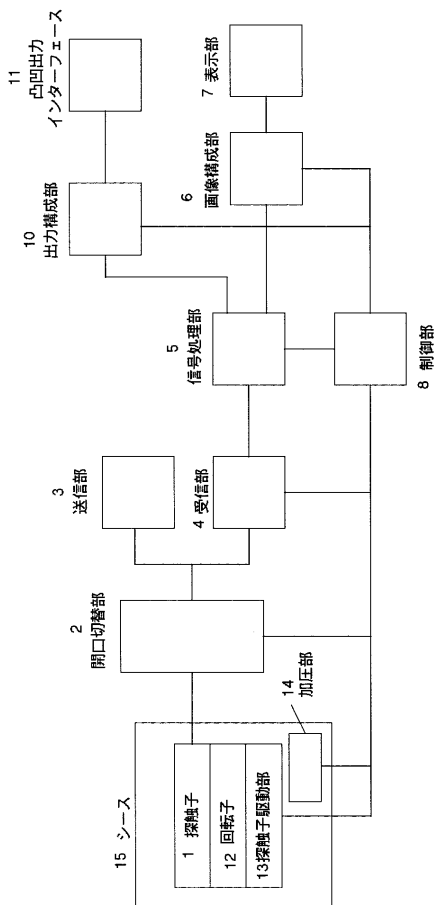 15 シース
1 探触子
12 回転子
13探触子駆動部
14
加圧部
2
開口切替部
3
送信部
4 受信部
5
信号処理部
8 制御部
10
出力構成部
6
画像構成部
11
凸凹出力
インターフェース
7 表示部